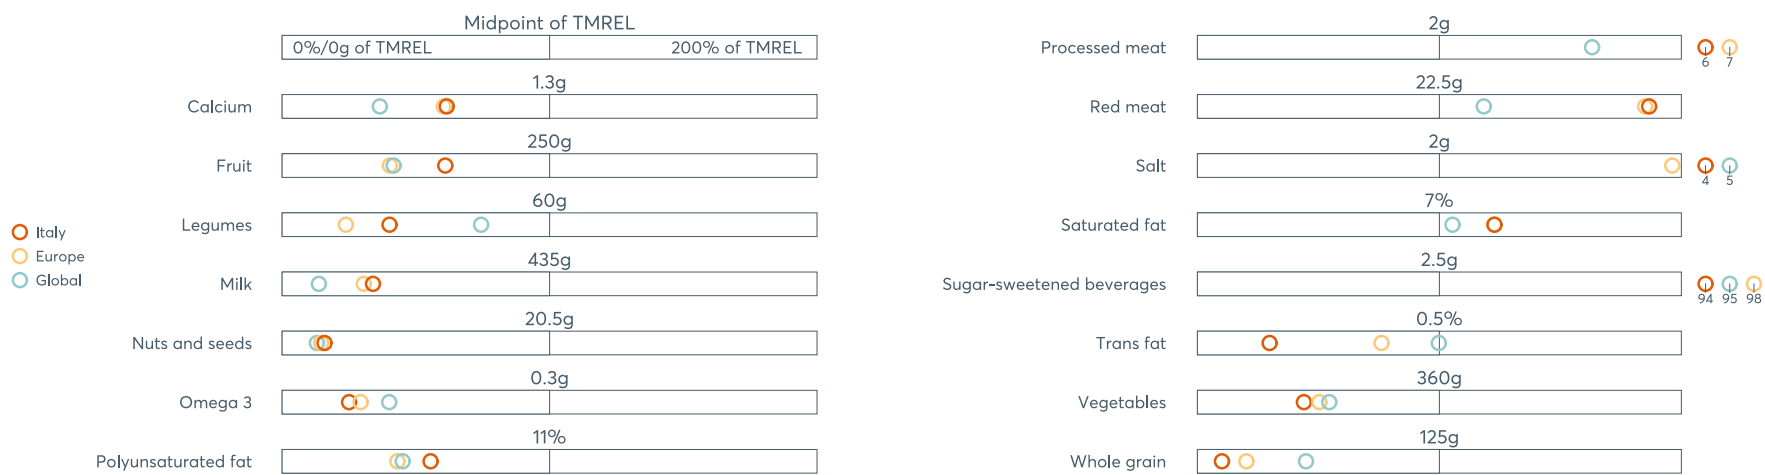 Midpoint of TMREL
0%/0g of TMREL 200% of TMREL
1.3g
Calcium
250g
Fruit
60g
Legumes
435g
Milk
20.5g
Nuts and seeds
0.3g
Omega 3
11%
Polyunsaturated fat
Italy
Europe
Global
2g
Processed meat
6 7
22.5g
Red meat
2g
Salt
4 5
7%
Saturated fat
2.5g
Sugar-sweetened beverages
94 95 98
0.5%
Trans fat
360g
Vegetables
125g
Whole grain